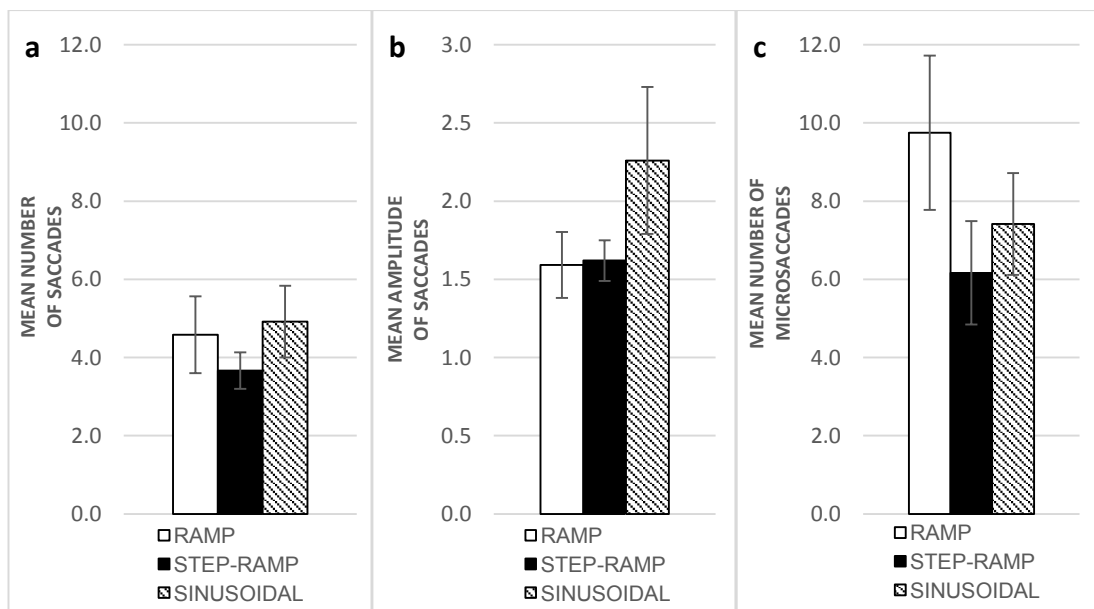 a
12.0
10.0
8.0
6.0
4.0
2.0
0.0
MEAN NUMBER
OF SACCADES
RAMP
STEP-RAMP
SINUSOIDAL
b
3.0
2.5
2.0
1.5
1.0
0.5
0.0
MEAN AMPLITUDE
OF SACCADES
RAMP
STEP-RAMP
SINUSOIDAL
c
12.0
10.0
8.0
6.0
4.0
2.0
0.0
MEAN NUMBER OF
MICROSACCADES
RAMP
STEP-RAMP
SINUSOIDAL